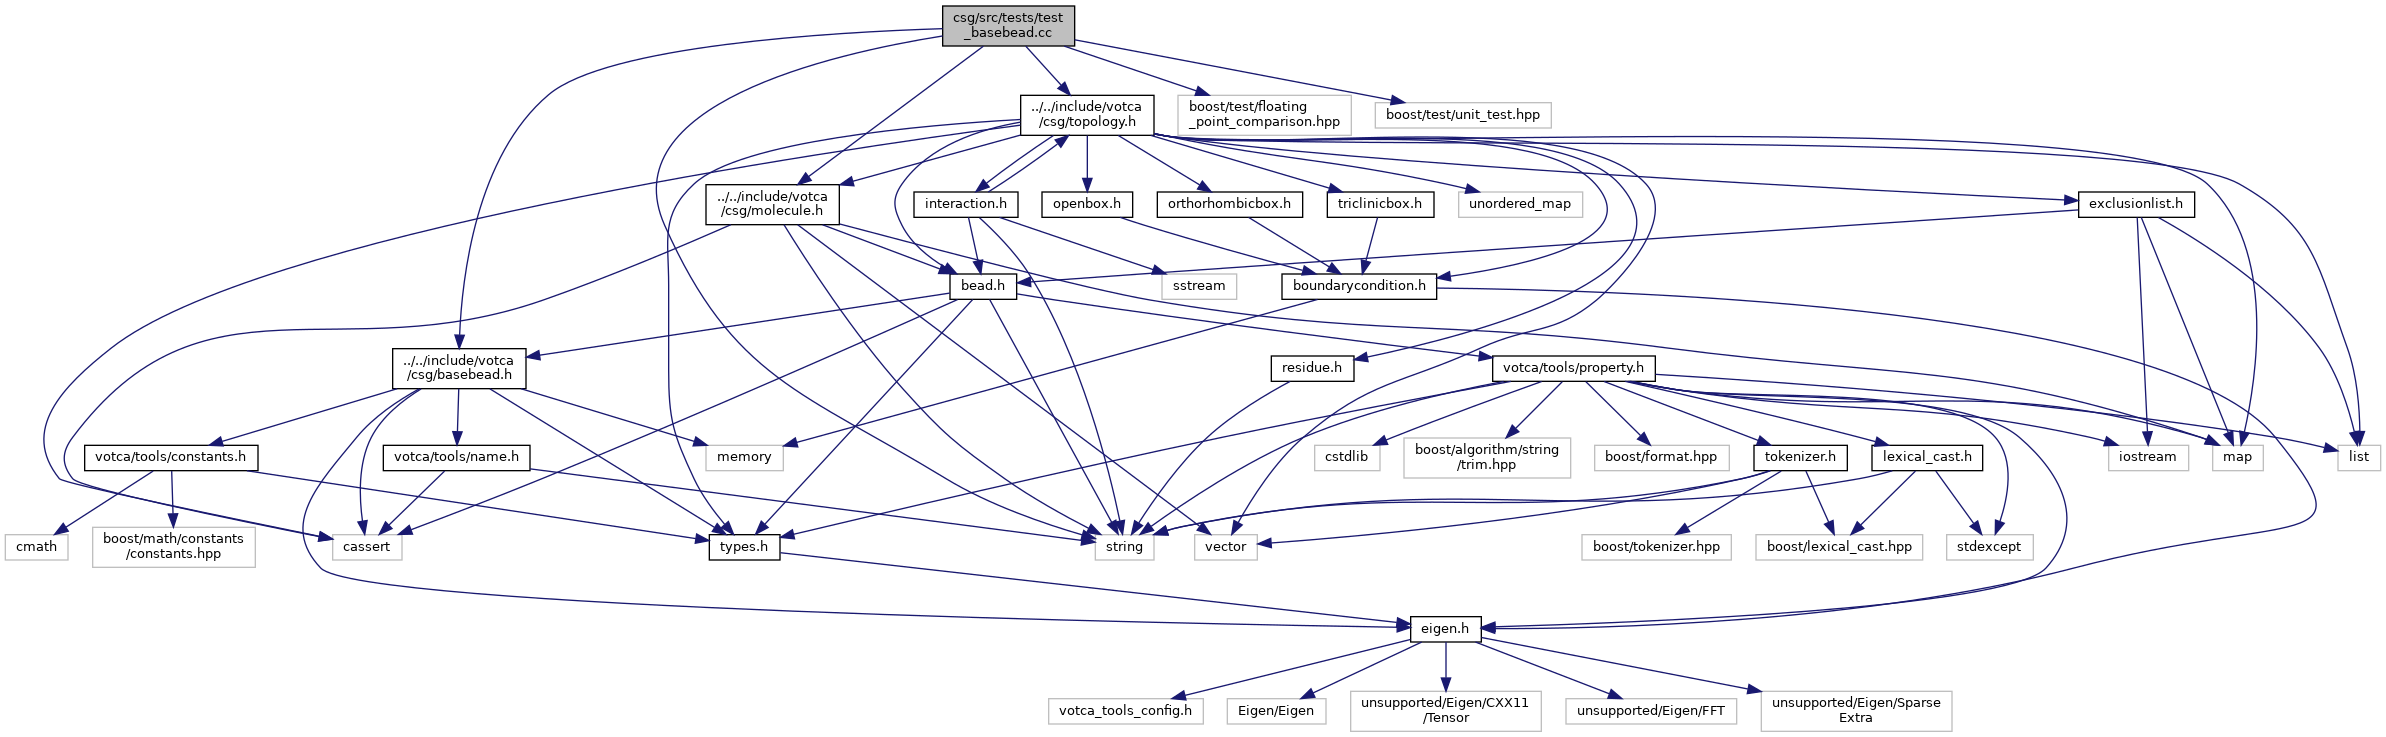 csg/src/tests/test
_basebead.cc
../../include/votca
/csg/topology.h
boost/test/floating
_point_comparison.hpp
boost/test/unit_test.hpp
../../include/votca
/csg/molecule.h
interaction.h
openbox.h
orthorhombicbox.h
triclinicbox.h
unordered_map
exclusionlist.h
bead.h
sstream
boundarycondition.h
../../include/votca
/csg/basebead.h
residue.h
votca/tools/property.h
votca/tools/constants.h
votca/tools/name.h
memory
cstdlib
boost/algorithm/string
/trim.hpp
boost/format.hpp
tokenizer.h
lexical_cast.h
iostream
map
list
cmath
boost/math/constants
/constants.hpp
cassert
types.h
string
vector
boost/tokenizer.hpp
boost/lexical_cast.hpp
stdexcept
eigen.h
votca_tools_config.h
Eigen/Eigen
unsupported/Eigen/CXX11
/Tensor
unsupported/Eigen/FFT
unsupported/Eigen/Sparse
Extra